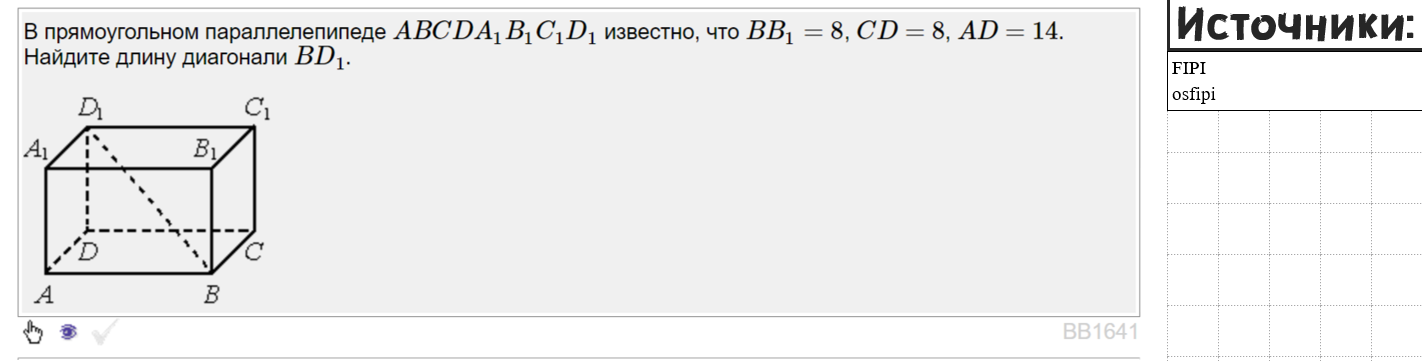 В прямоугольном параллелепипеде ABCDA₁B₁C₁D₁ известно, что BB₁ = 8, CD = 8, AD = 14.
Найдите длину диагонали BD₁.
D₁ C₁
A₁ B₁
D C
A B
BB1641
Источники:
FIPI
osfipi